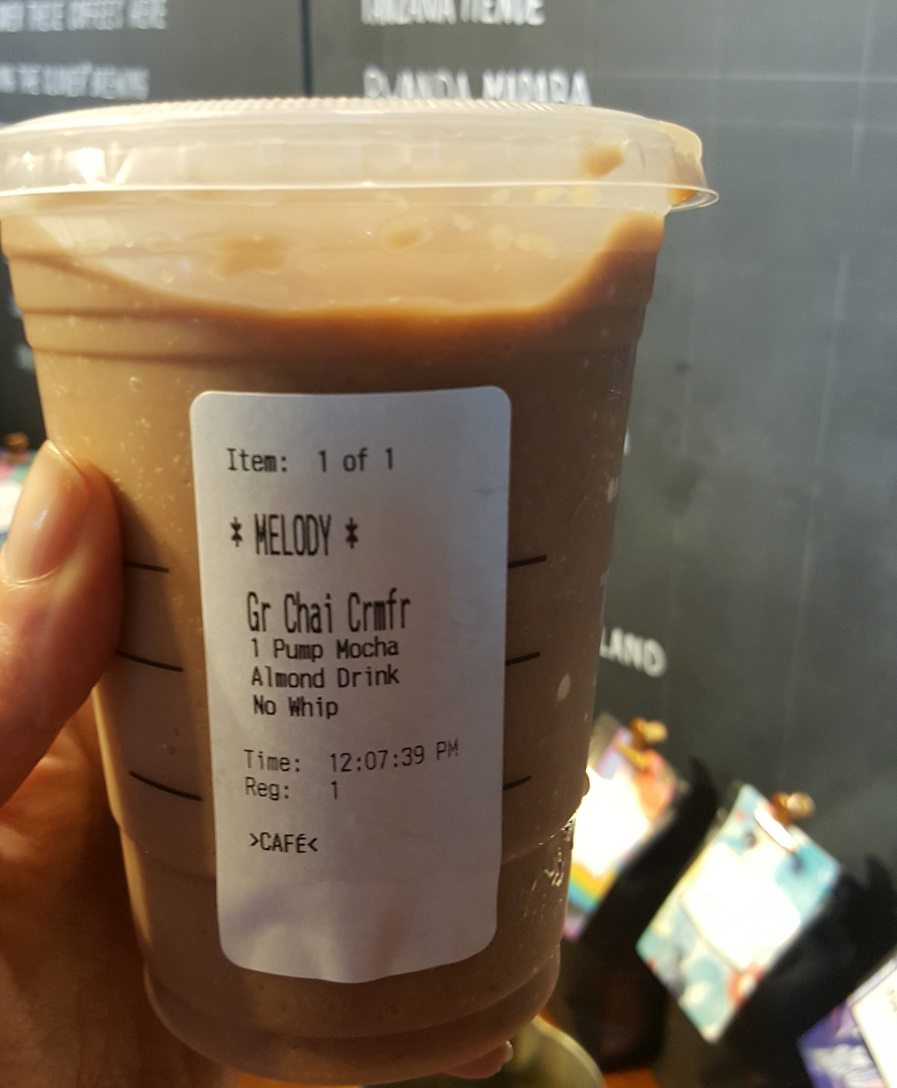 RWANDA
LAND
Item: 1 of 1
* MELODY *
Gr Chai Crmfr
1 Pump Mocha
Almond Drink
No Whip
Time: 12:07:39 PM
Reg: 1
>CAFÉ<